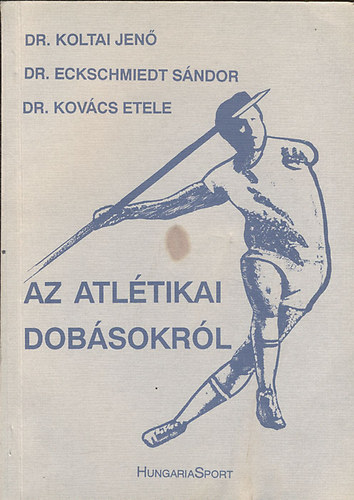 DR. KOLTAI JENŐ
DR. ECKSCHMIEDT SÁNDOR
DR. KOVÁCS ETELE
AZ ATLÉTIKAI
DOBÁSOKRÓL
HUNGARIASPORT